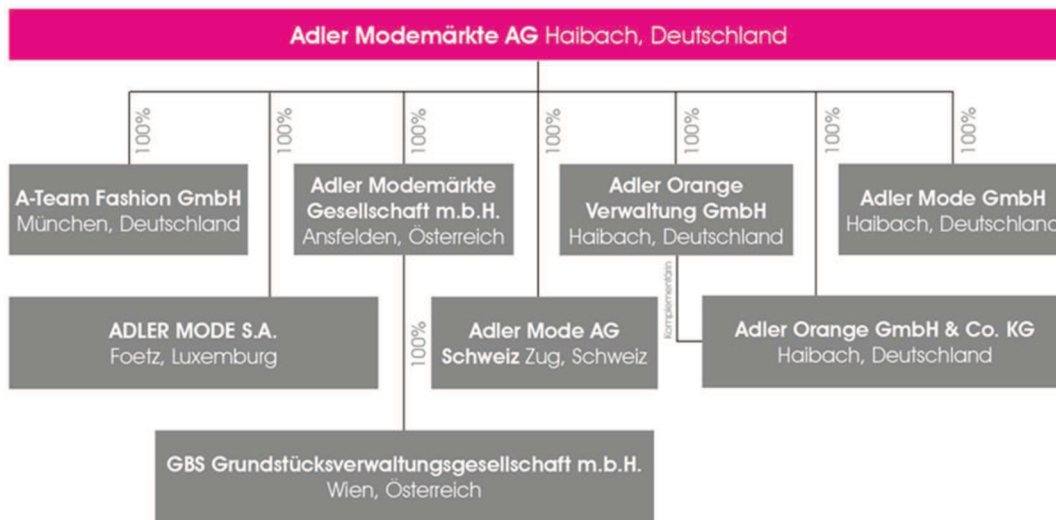 Adler Modemärkte AG Haibach, Deutschland
100%
100%
100%
100%
100%
100%
100%
A-Team Fashion GmbH
München, Deutschland
Adler Modemärkte
Gesellschaft m.b.H.
Ansfelden, Österreich
Adler Orange
Verwaltung GmbH
Haibach, Deutschland
Adler Mode GmbH
Haibach, Deutschland
ADLER MODE S.A.
Foetz, Luxemburg
100%
Adler Mode AG
Schweiz Zug, Schweiz
Komplementärin
Adler Orange GmbH & Co. KG
Haibach, Deutschland
GBS Grundstücksverwaltungsgesellschaft m.b.H.
Wien, Österreich